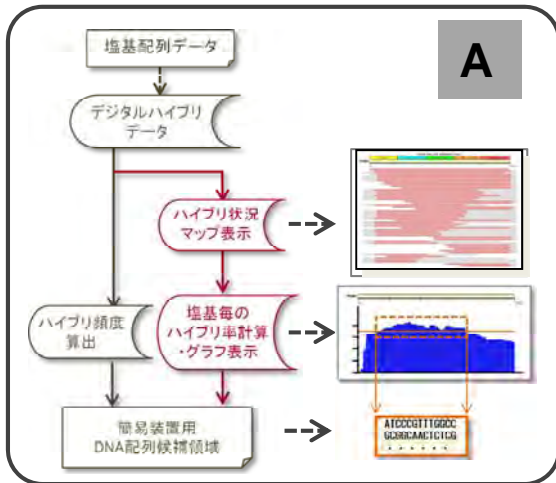 塩基配列データ
A
デジタルハイブリ
データ
ハイブリ状況
マップ表示
ハイブリ頻度
算出
塩基毎の
ハイブリ率計算
・グラフ表示
簡易装置用
DNA配列候補領域
ATCCCGTTTGGCC
GCGGCAACTCTCG
・・・・・・